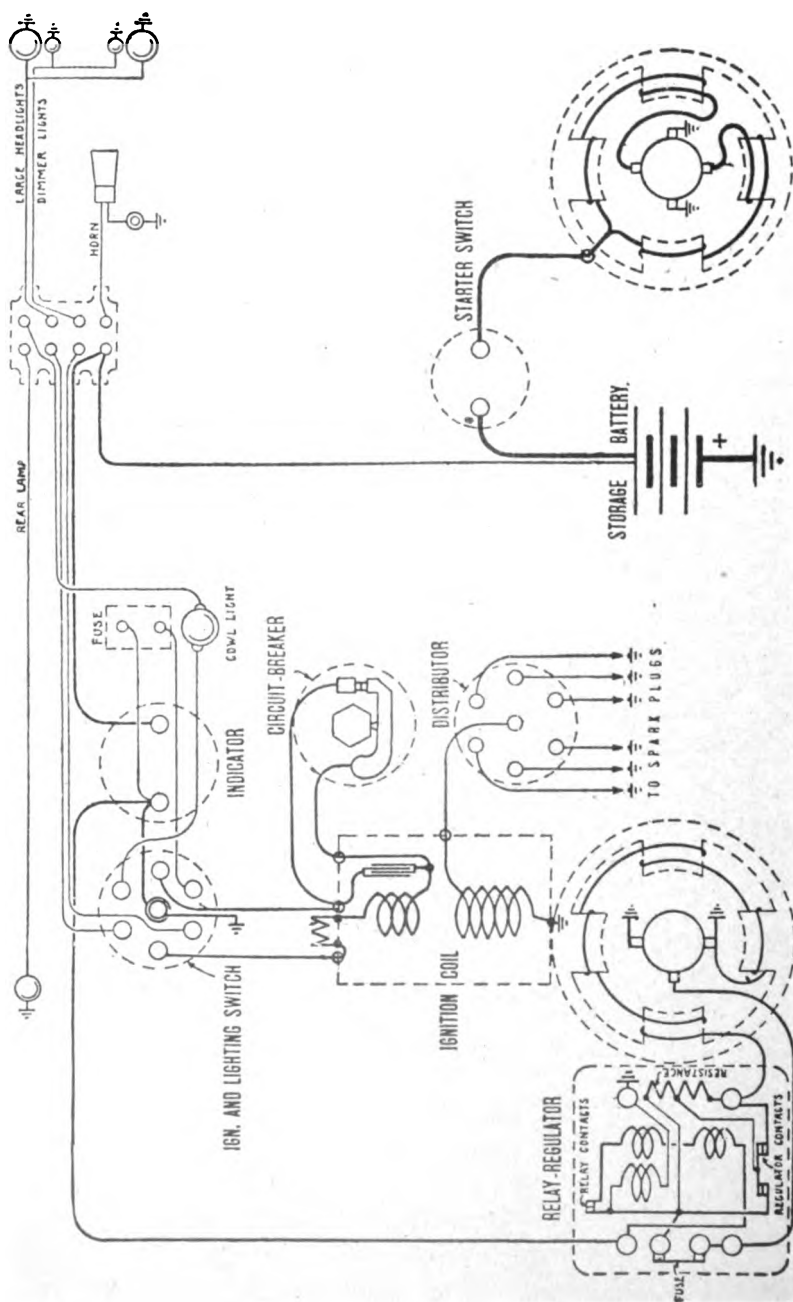 LARGE HEADLIGHTS
DIMMER LIGHTS
HORN
REAR LAMP
STARTER SWITCH
STORAGE BATTERY.
+
FUSE
COWL LIGHT
INDICATOR
CIRCUIT-BREAKER
DISTRIBUTOR
TO SPARK PLUGS
IGN. AND LIGHTING SWITCH
IGNITION COIL
RELAY-REGULATOR
RELAY CONTACTS
RESISTANCE
REGULATOR CONTACTS
FUSE